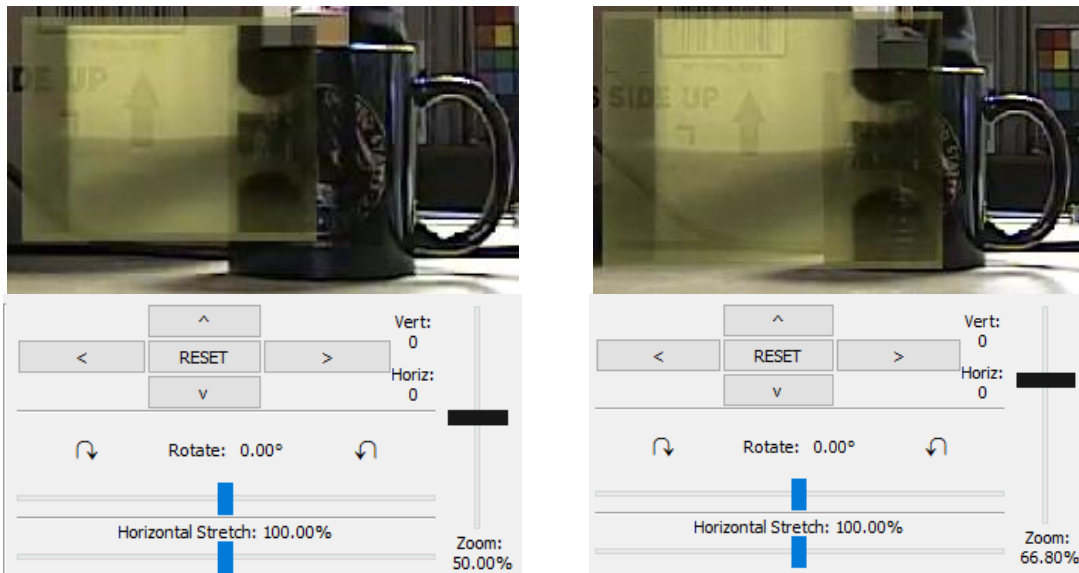 DE UP
^
Vert:
0
<
RESET
>
Horiz:
0
v
Rotate: 0.00°
Horizontal Stretch: 100.00%
Zoom:
50.00%
S SIDE UP
^
Vert:
0
<
RESET
>
Horiz:
0
v
Rotate: 0.00°
Horizontal Stretch: 100.00%
Zoom:
66.80%